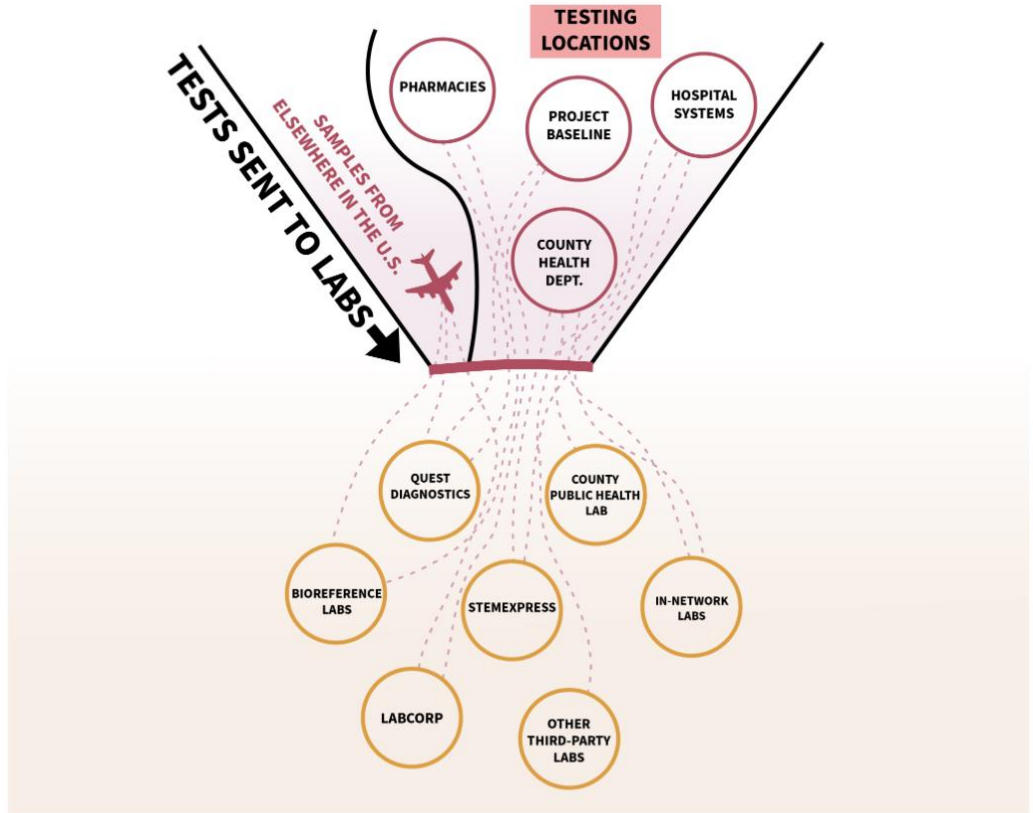 TESTING
LOCATIONS
TESTS SENT TO LABS
SAMPLES FROM
ELSEWHERE IN THE U.S.
PHARMACIES
PROJECT
BASELINE
HOSPITAL
SYSTEMS
COUNTY
HEALTH
DEPT.
QUEST
DIAGNOSTICS
COUNTY
PUBLIC HEALTH
LAB
BIOREFERENCE
LABS
STEMEXPRESS
IN-NETWORK
LABS
LABCORP
OTHER
THIRD-PARTY
LABS